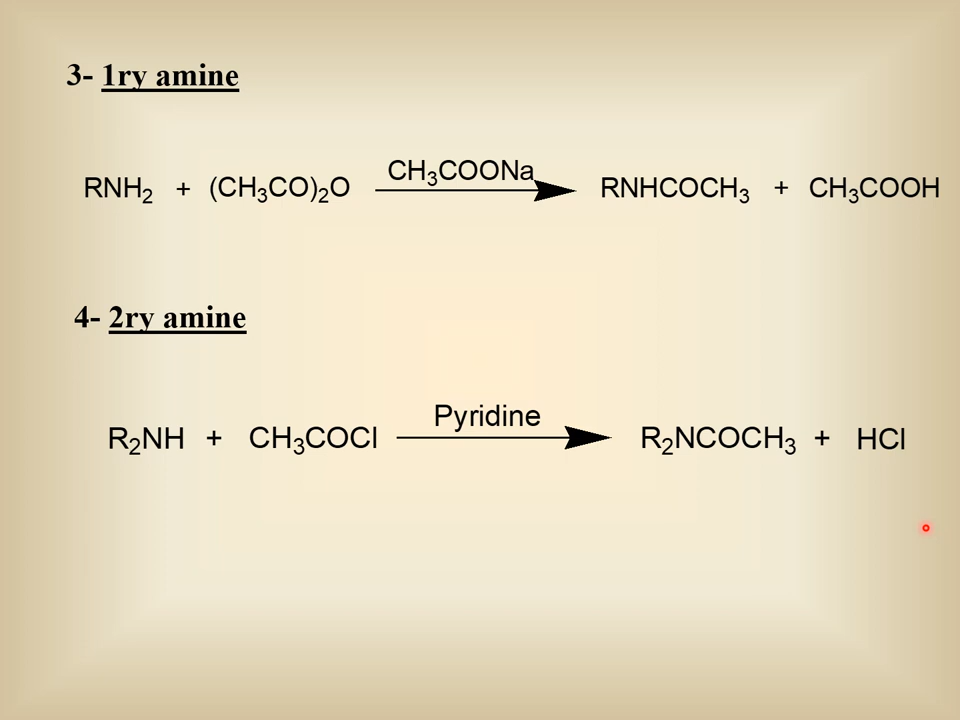 3- 1ry amine
CH₃COONa
RNH₂ + (CH₃CO)₂O RNHCOCH₃ + CH₃COOH
4- 2ry amine
Pyridine
R₂NH + CH₃COCl R₂NCOCH₃ + HCl